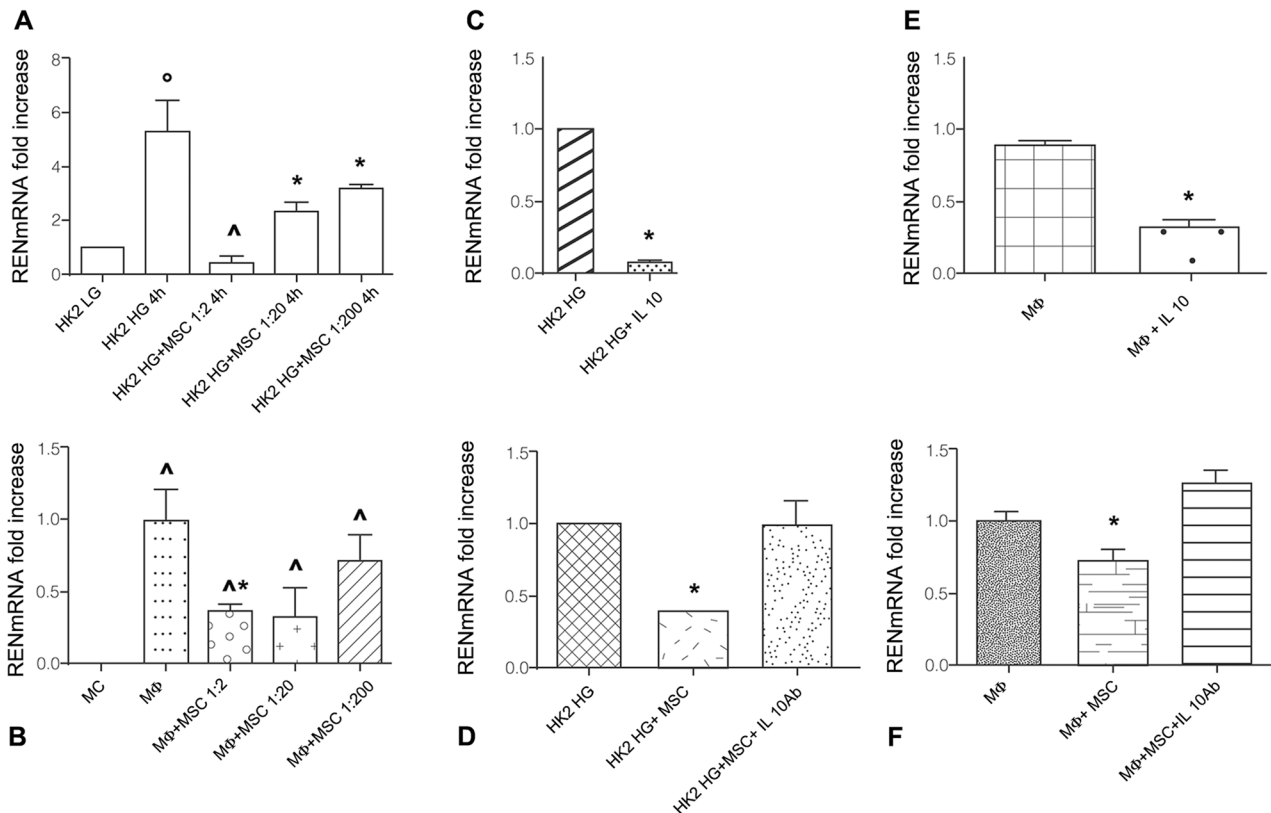 A
RENmRNA fold increase
8
6
4
2
0
°
^
*
*
HK2 LG
HK2 HG 4h
HK2 HG+MSC 1:2 4h
HK2 HG+MSC 1:20 4h
HK2 HG+MSC 1:200 4h
C
RENmRNA fold increase
1.5
1.0
0.5
0.0
*
HK2 HG
HK2 HG+ IL 10
E
RENmRNA fold increase
1.5
1.0
0.5
0.0
*
MΦ
MΦ + IL 10
RENmRNA fold increase
1.5
1.0
0.5
0.0
^
^*
^
^
MC
MΦ
MΦ+MSC 1:2
MΦ+MSC 1:20
MΦ+MSC 1:200
B
RENmRNA fold increase
1.5
1.0
0.5
0.0
*
HK2 HG
HK2 HG+ MSC
HK2 HG+MSC+ IL 10Ab
D
RENmRNA fold increase
1.5
1.0
0.5
0.0
*
MΦ
MΦ+ MSC
MΦ+MSC+IL 10Ab
F